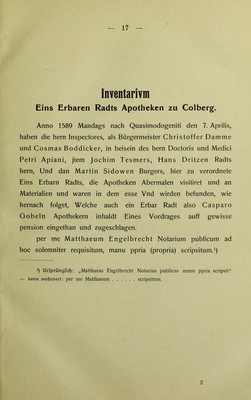 — 17 —
Inventarivm
Eins Erbaren Radts Apotheken zu Colberg.
Anno 1589 Mandags nach Quasimodogeniti den 7. Aprilis,
haben die hern Inspectores, als Bürgermeister Christoffer Damme
und Cosmas Boddicker, in beisein des hern Doctoris und Medici
Petri Apiani, jtem Jochim Tesmers, Hans Dritzen Radts
hern, Und dan Martin Sidowen Burgers, hier zu verordnete
Eins Erbarn Radts, die Apotheken Abermalen visitiret und an
Materialien und waren in dem esse Vnd wirden befunden, wie
hernach folget, Welche auch ein Erbar Radt also Casparo
Gobeln Apothekern inhaldt Eines Vordrages auff gewisse
pension eingethan und zugeschlagen.
per me Matthaeum Engelbrecht Notarium publicum ad
hoc solemniter requisitum, manu ppria (propria) scripsitum.¹)
¹) Ursprünglich: „Matthaeus Engelbrecht Notarius publicus manu ppria scripsit“
— dann verbessert: per me Matthaeum . . . . . . scripsitum.
2